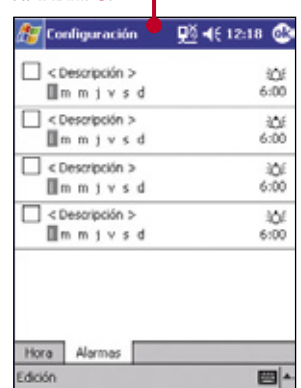 Configuración 12:18 ok
< Descripción >
l m m j v s d 6:00
< Descripción >
l m m j v s d 6:00
< Descripción >
l m m j v s d 6:00
< Descripción >
l m m j v s d 6:00
Hora Alarmas
Edición